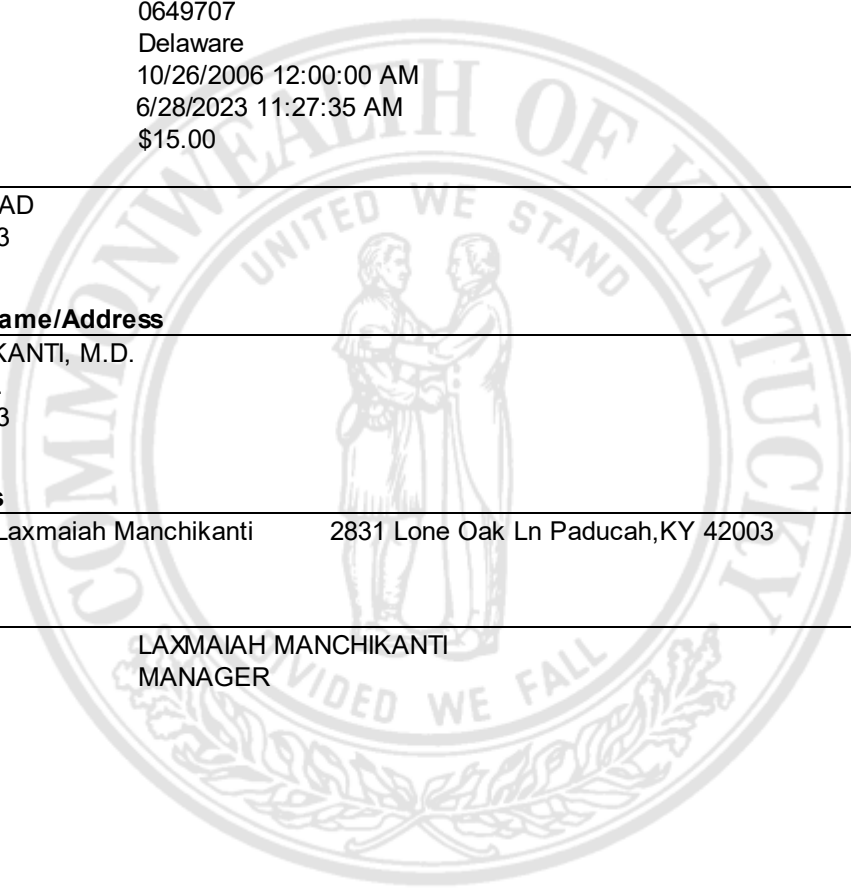 0649707
Delaware
10/26/2006 12:00:00 AM
6/28/2023 11:27:35 AM
$15.00
AD
3
ame/Address
KANTI, M.D.
3
s
Laxmaiah Manchikanti 2831 Lone Oak Ln Paducah,KY 42003
LAXMAIAH MANCHIKANTI
MANAGER
COMMONWEALTH OF KENTUCKY
UNITED WE STAND
DIVIDED WE FALL